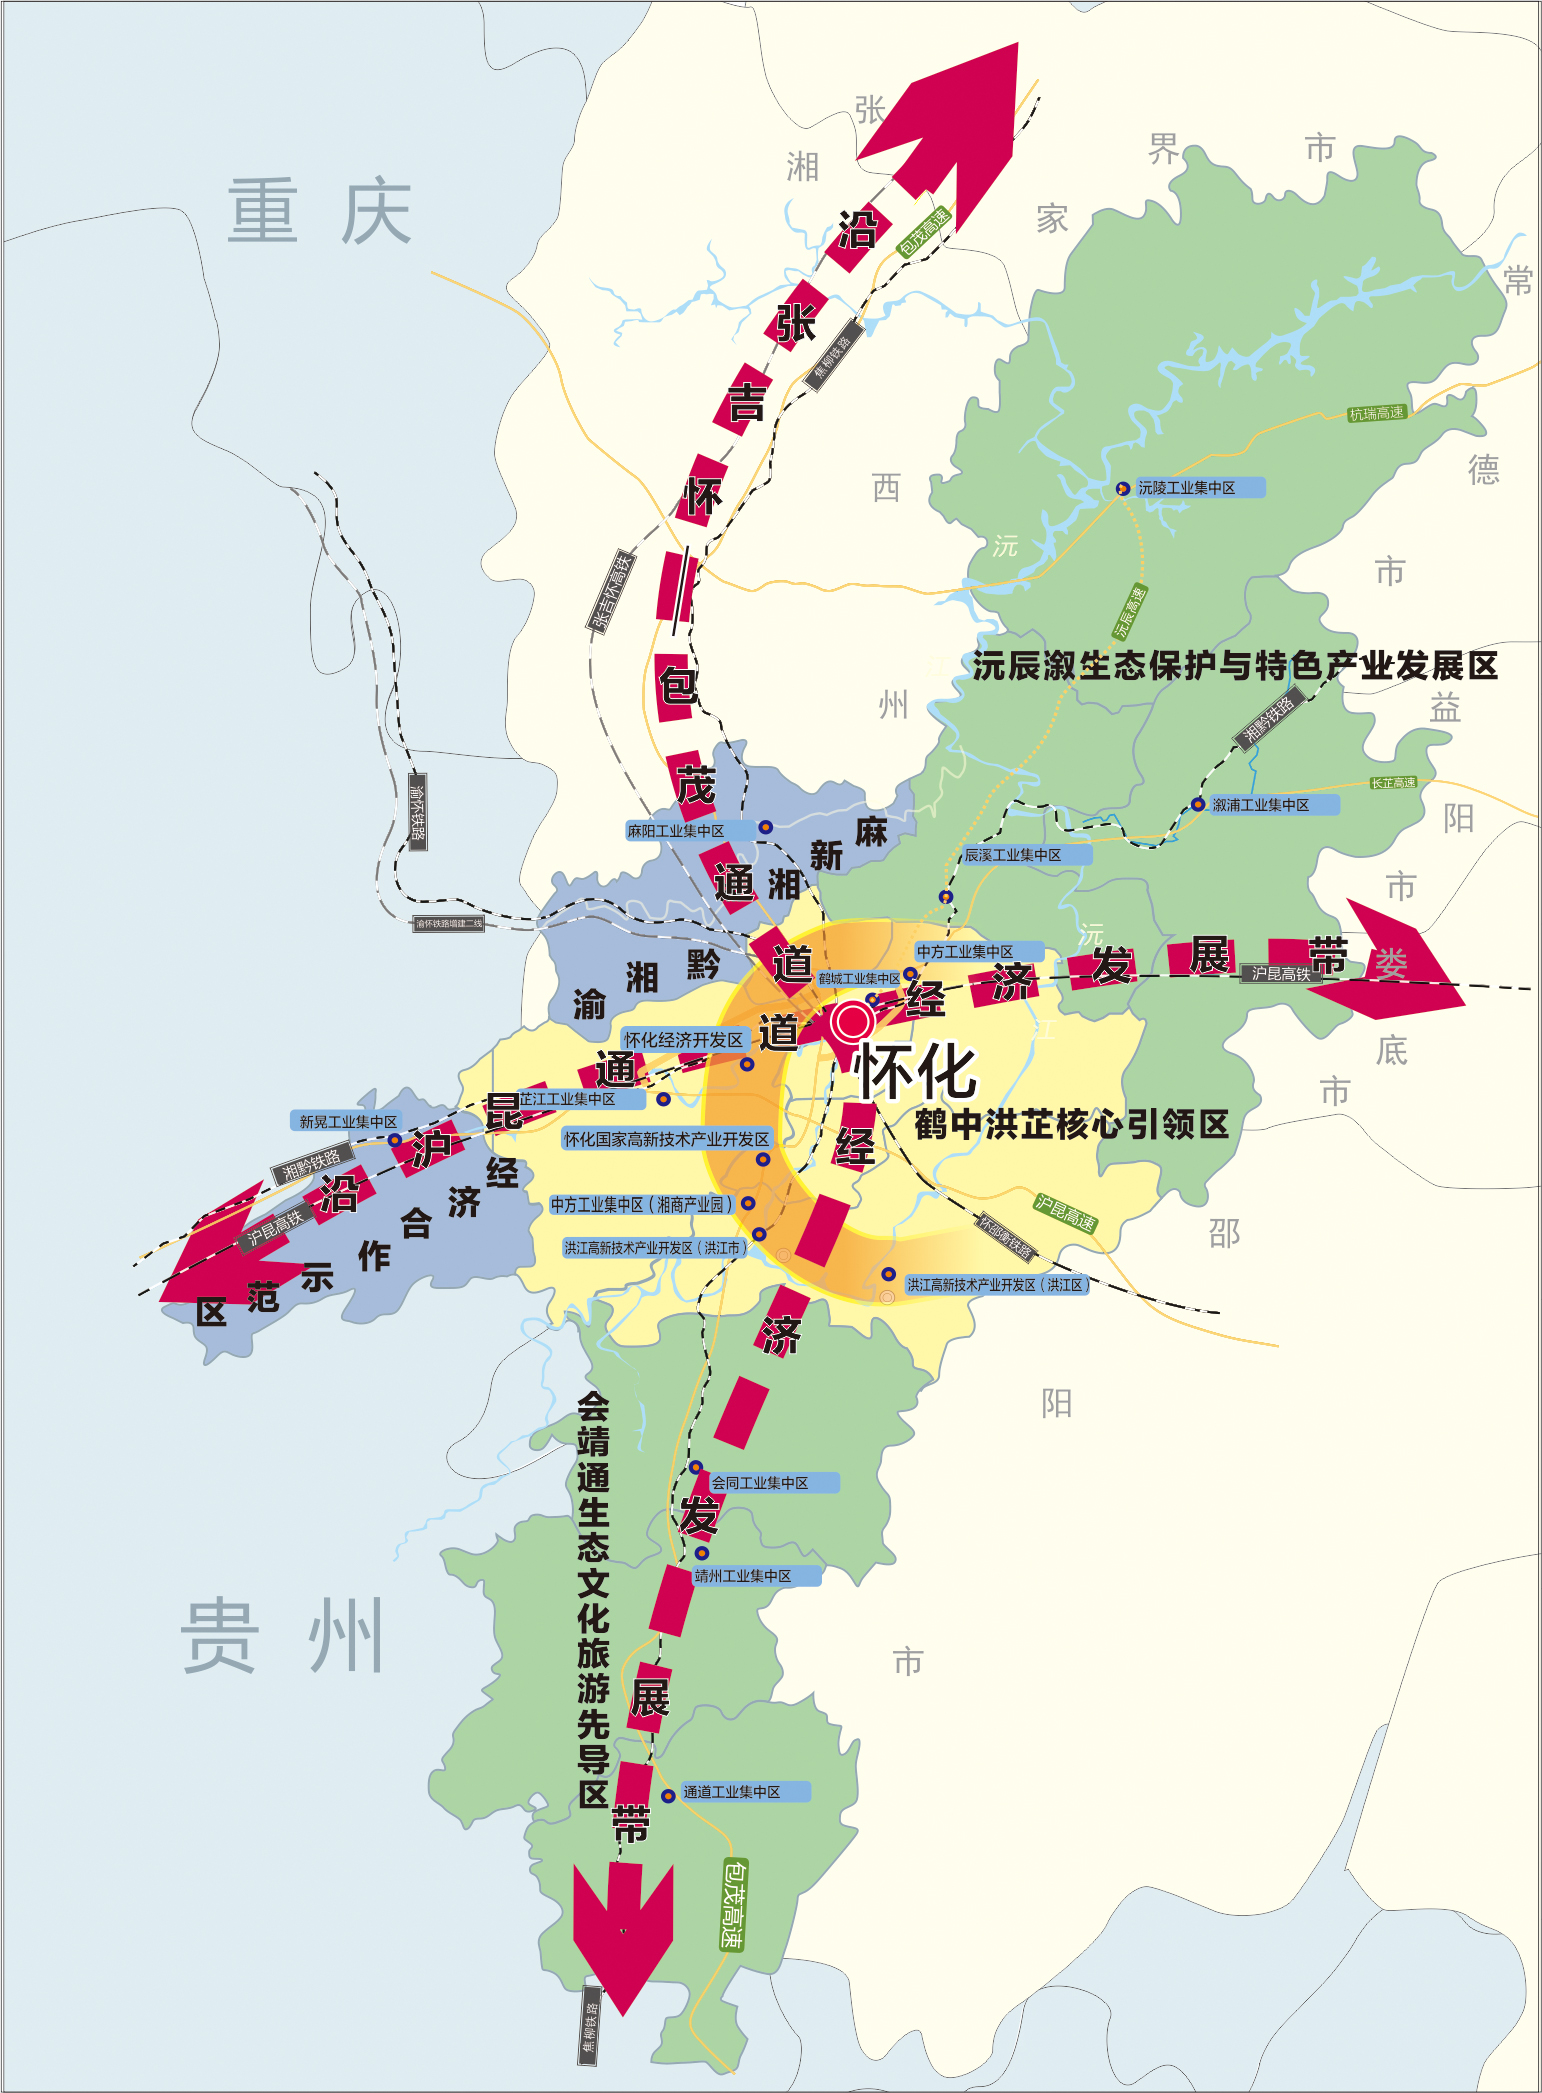 重庆
贵州
张家界市
湘西州
常德市
益阳市
娄底市
邵阳市
沿张吉怀—包茂通道经济发展带
沿沪昆通道经济发展带
沅辰溆生态保护与特色产业发展区
麻新湘
渝湘黔
经济合作示范区
怀化
鹤中洪芷核心引领区
会靖通生态文化旅游先导区
包茂高速
焦柳铁路
张吉怀高铁
杭瑞高速
沅陵工业集中区
沅
沅辰高速
湘黔铁路
长芷高速
溆浦工业集中区
渝怀铁路
渝怀铁路增建二线
麻阳工业集中区
辰溪工业集中区
沅
江
中方工业集中区
鹤城工业集中区
沪昆高铁
怀化经济开发区
芷江工业集中区
新晃工业集中区
湘黔铁路
沪昆高铁
怀化国家高新技术产业开发区
中方工业集中区（湘商产业园）
洪江高新技术产业开发区（洪江市）
洪江高新技术产业开发区（洪江区）
沪昆高速
怀邵衡铁路
会同工业集中区
靖州工业集中区
通道工业集中区
包茂高速
焦柳铁路